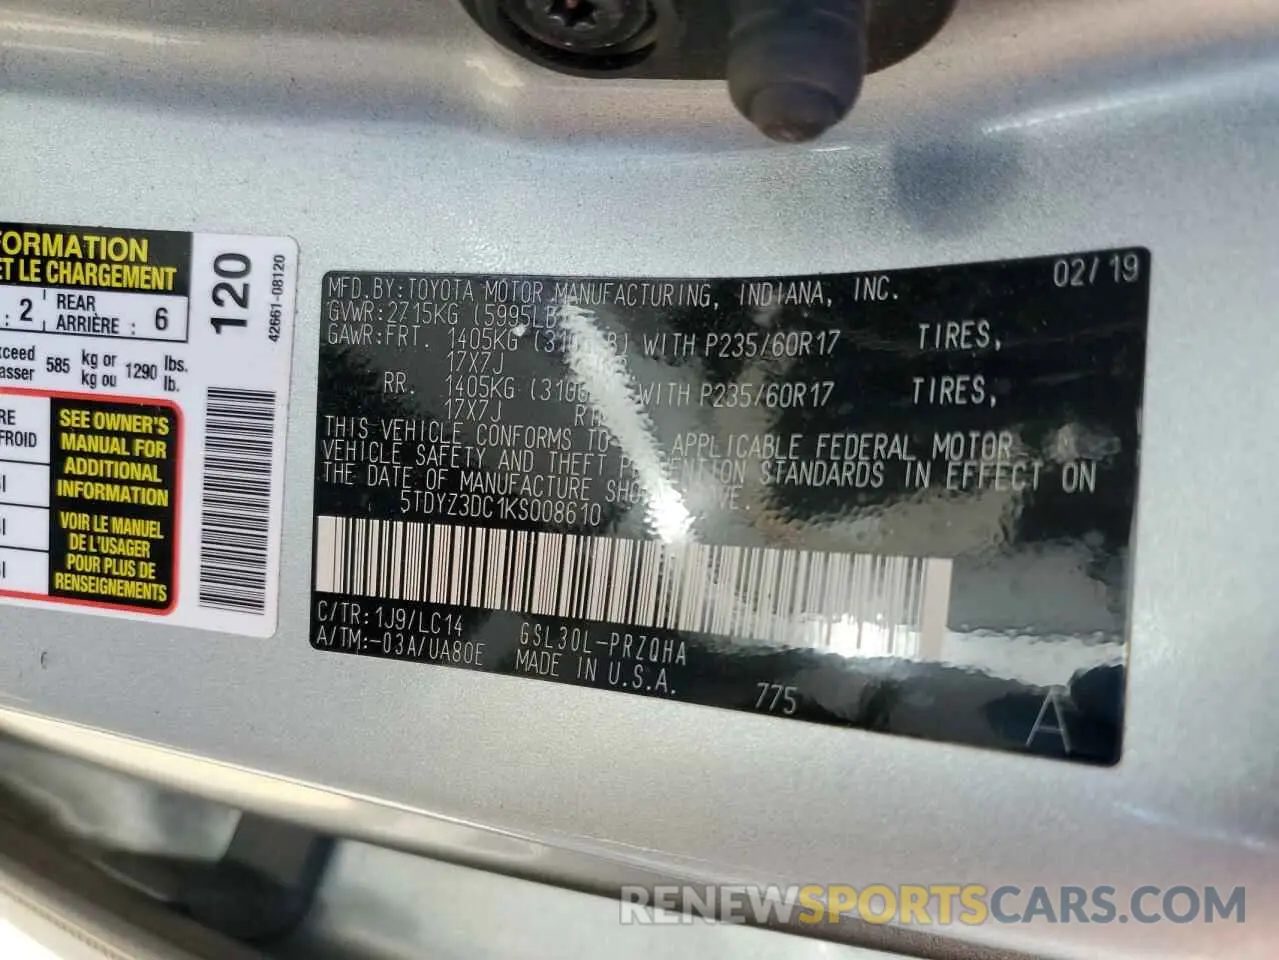 FORMATION
ET LE CHARGEMENT
: 2 REAR ARRIÈRE : 6
585 kg or kg ou 1290 lbs. lb.
FROID
SEE OWNER'S
MANUAL FOR
ADDITIONAL
INFORMATION
VOIR LE MANUEL
DE L'USAGER
POUR PLUS DE
RENSEIGNEMENTS
120
42661-08120
02/19
MFD.BY:TOYOTA MOTOR MANUFACTURING, INDIANA, INC.
GVWR:2715KG (5995LB
GAWR:FRT. 1405KG WITH P235/60R17 TIRES,
17X7J
RR. 1405KG WITH P235/60R17 TIRES,
17X7J
THIS VEHICLE CONFORMS TO APPLICABLE FEDERAL MOTOR
VEHICLE SAFETY AND THEFT STANDARDS IN EFFECT ON
THE DATE OF MANUFACTURE
5TDYZ3DC1KS008610
C/TR:1J9/LC14 GSL30L-PRZQHA
A/TM:-03A/UA80E MADE IN U.S.A.
775
A
RENEWSPORTSCARS.COM